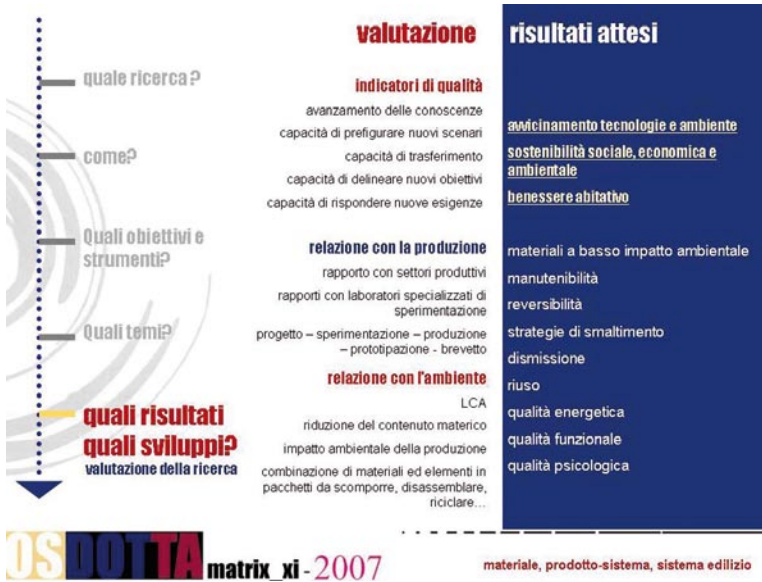 valutazione
risultati attesi
quale ricerca ?
come?
Quali obiettivi e
strumenti?
Quali temi?
quali risultati
quali sviluppi?
valutazione della ricerca
indicatori di qualità
avanzamento delle conoscenze
capacità di prefigurare nuovi scenari
capacità di trasferimento
capacità di delineare nuovi obiettivi
capacità di rispondere nuove esigenze
relazione con la produzione
rapporto con settori produttivi
rapporti con laboratori specializzati di
sperimentazione
progetto – sperimentazione – produzione
– prototipazione - brevetto
relazione con l'ambiente
LCA
riduzione del contenuto materico
impatto ambientale della produzione
combinazione di materiali ed elementi in
pacchetti da scomporre, disassemblare,
riciclare…
avvicinamento tecnologie e ambiente
sostenibilità sociale, economica e
ambientale
benessere abitativo
materiali a basso impatto ambientale
manutenibilità
reversibilità
strategie di smaltimento
dismissione
riuso
qualità energetica
qualità funzionale
qualità psicologica
OSDOTTA matrix_xi - 2007
materiale, prodotto-sistema, sistema edilizio